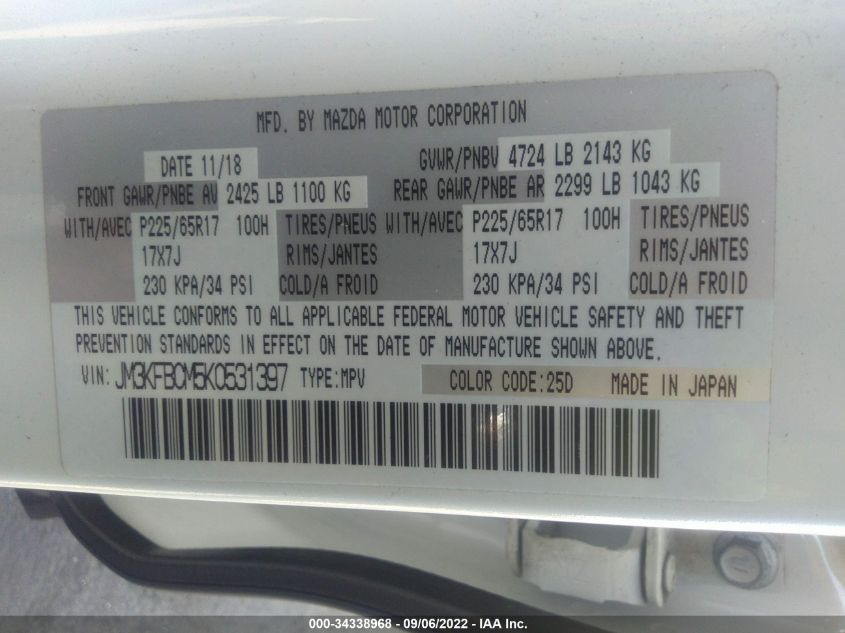 MFD. BY MAZDA MOTOR CORPORATION
DATE 11/18 GVWR/PNBV 4724 LB 2143 KG
FRONT GAWR/PNBE AV 2425 LB 1100 KG REAR GAWR/PNBE AR 2299 LB 1043 KG
WITH/AVEC P225/65R17 100H TIRES/PNEUS WITH/AVEC P225/65R17 100H TIRES/PNEUS
17X7J RIMS/JANTES 17X7J RIMS/JANTES
230 KPA/34 PSI COLD/A FROID 230 KPA/34 PSI COLD/A FROID
THIS VEHICLE CONFORMS TO ALL APPLICABLE FEDERAL MOTOR VEHICLE SAFETY AND THEFT
PREVENTION STANDARDS IN EFFECT ON THE DATE OF MANUFACTURE SHOWN ABOVE.
VIN: JM3KFBCM5K0531397 TYPE:MPV COLOR CODE:25D MADE IN JAPAN
000-34338968 - 09/06/2022 - IAA Inc.